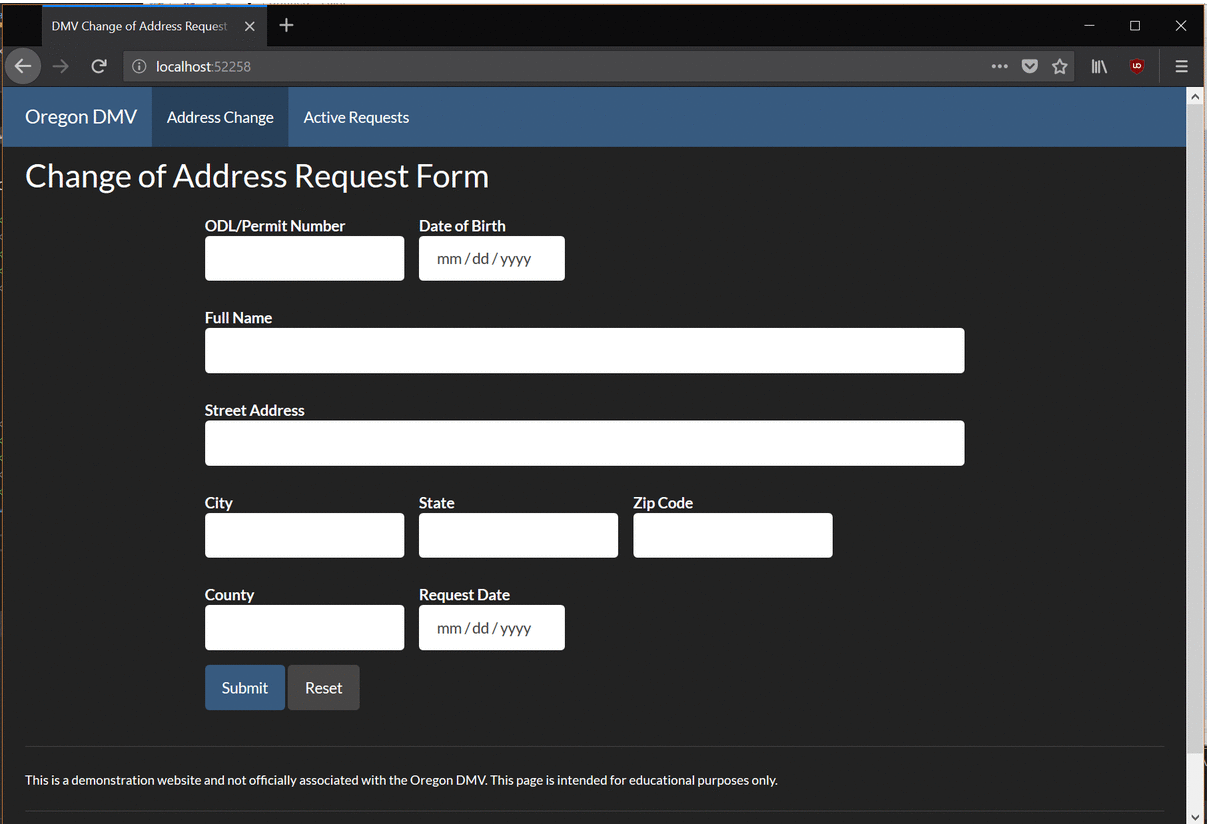 DMV Change of Address Request
localhost:52258
Oregon DMV Address Change Active Requests
Change of Address Request Form
ODL/Permit Number Date of Birth
mm / dd / yyyy
Full Name
Street Address
City State Zip Code
County Request Date
mm / dd / yyyy
Submit Reset
This is a demonstration website and not officially associated with the Oregon DMV. This page is intended for educational purposes only.